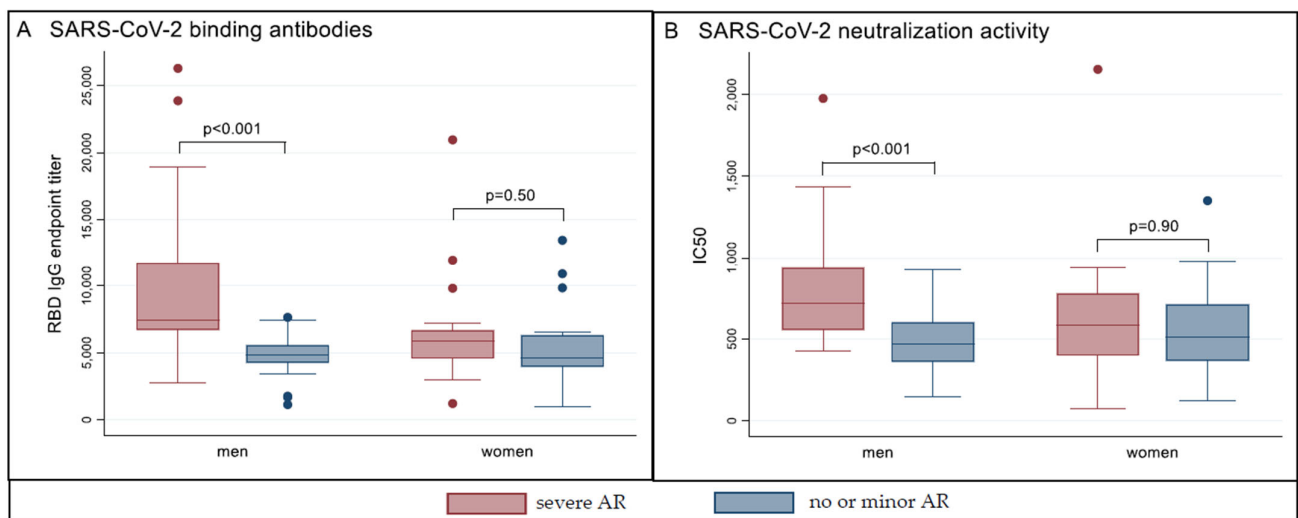 A SARS-CoV-2 binding antibodies
RBD IgG endpoint titer
25,000
20,000
15,000
10,000
5,000
0
p<0.001
p=0.50
men
women
B SARS-CoV-2 neutralization activity
IC50
2,000
1,500
1,000
500
0
p<0.001
p=0.90
men
women
severe AR
no or minor AR